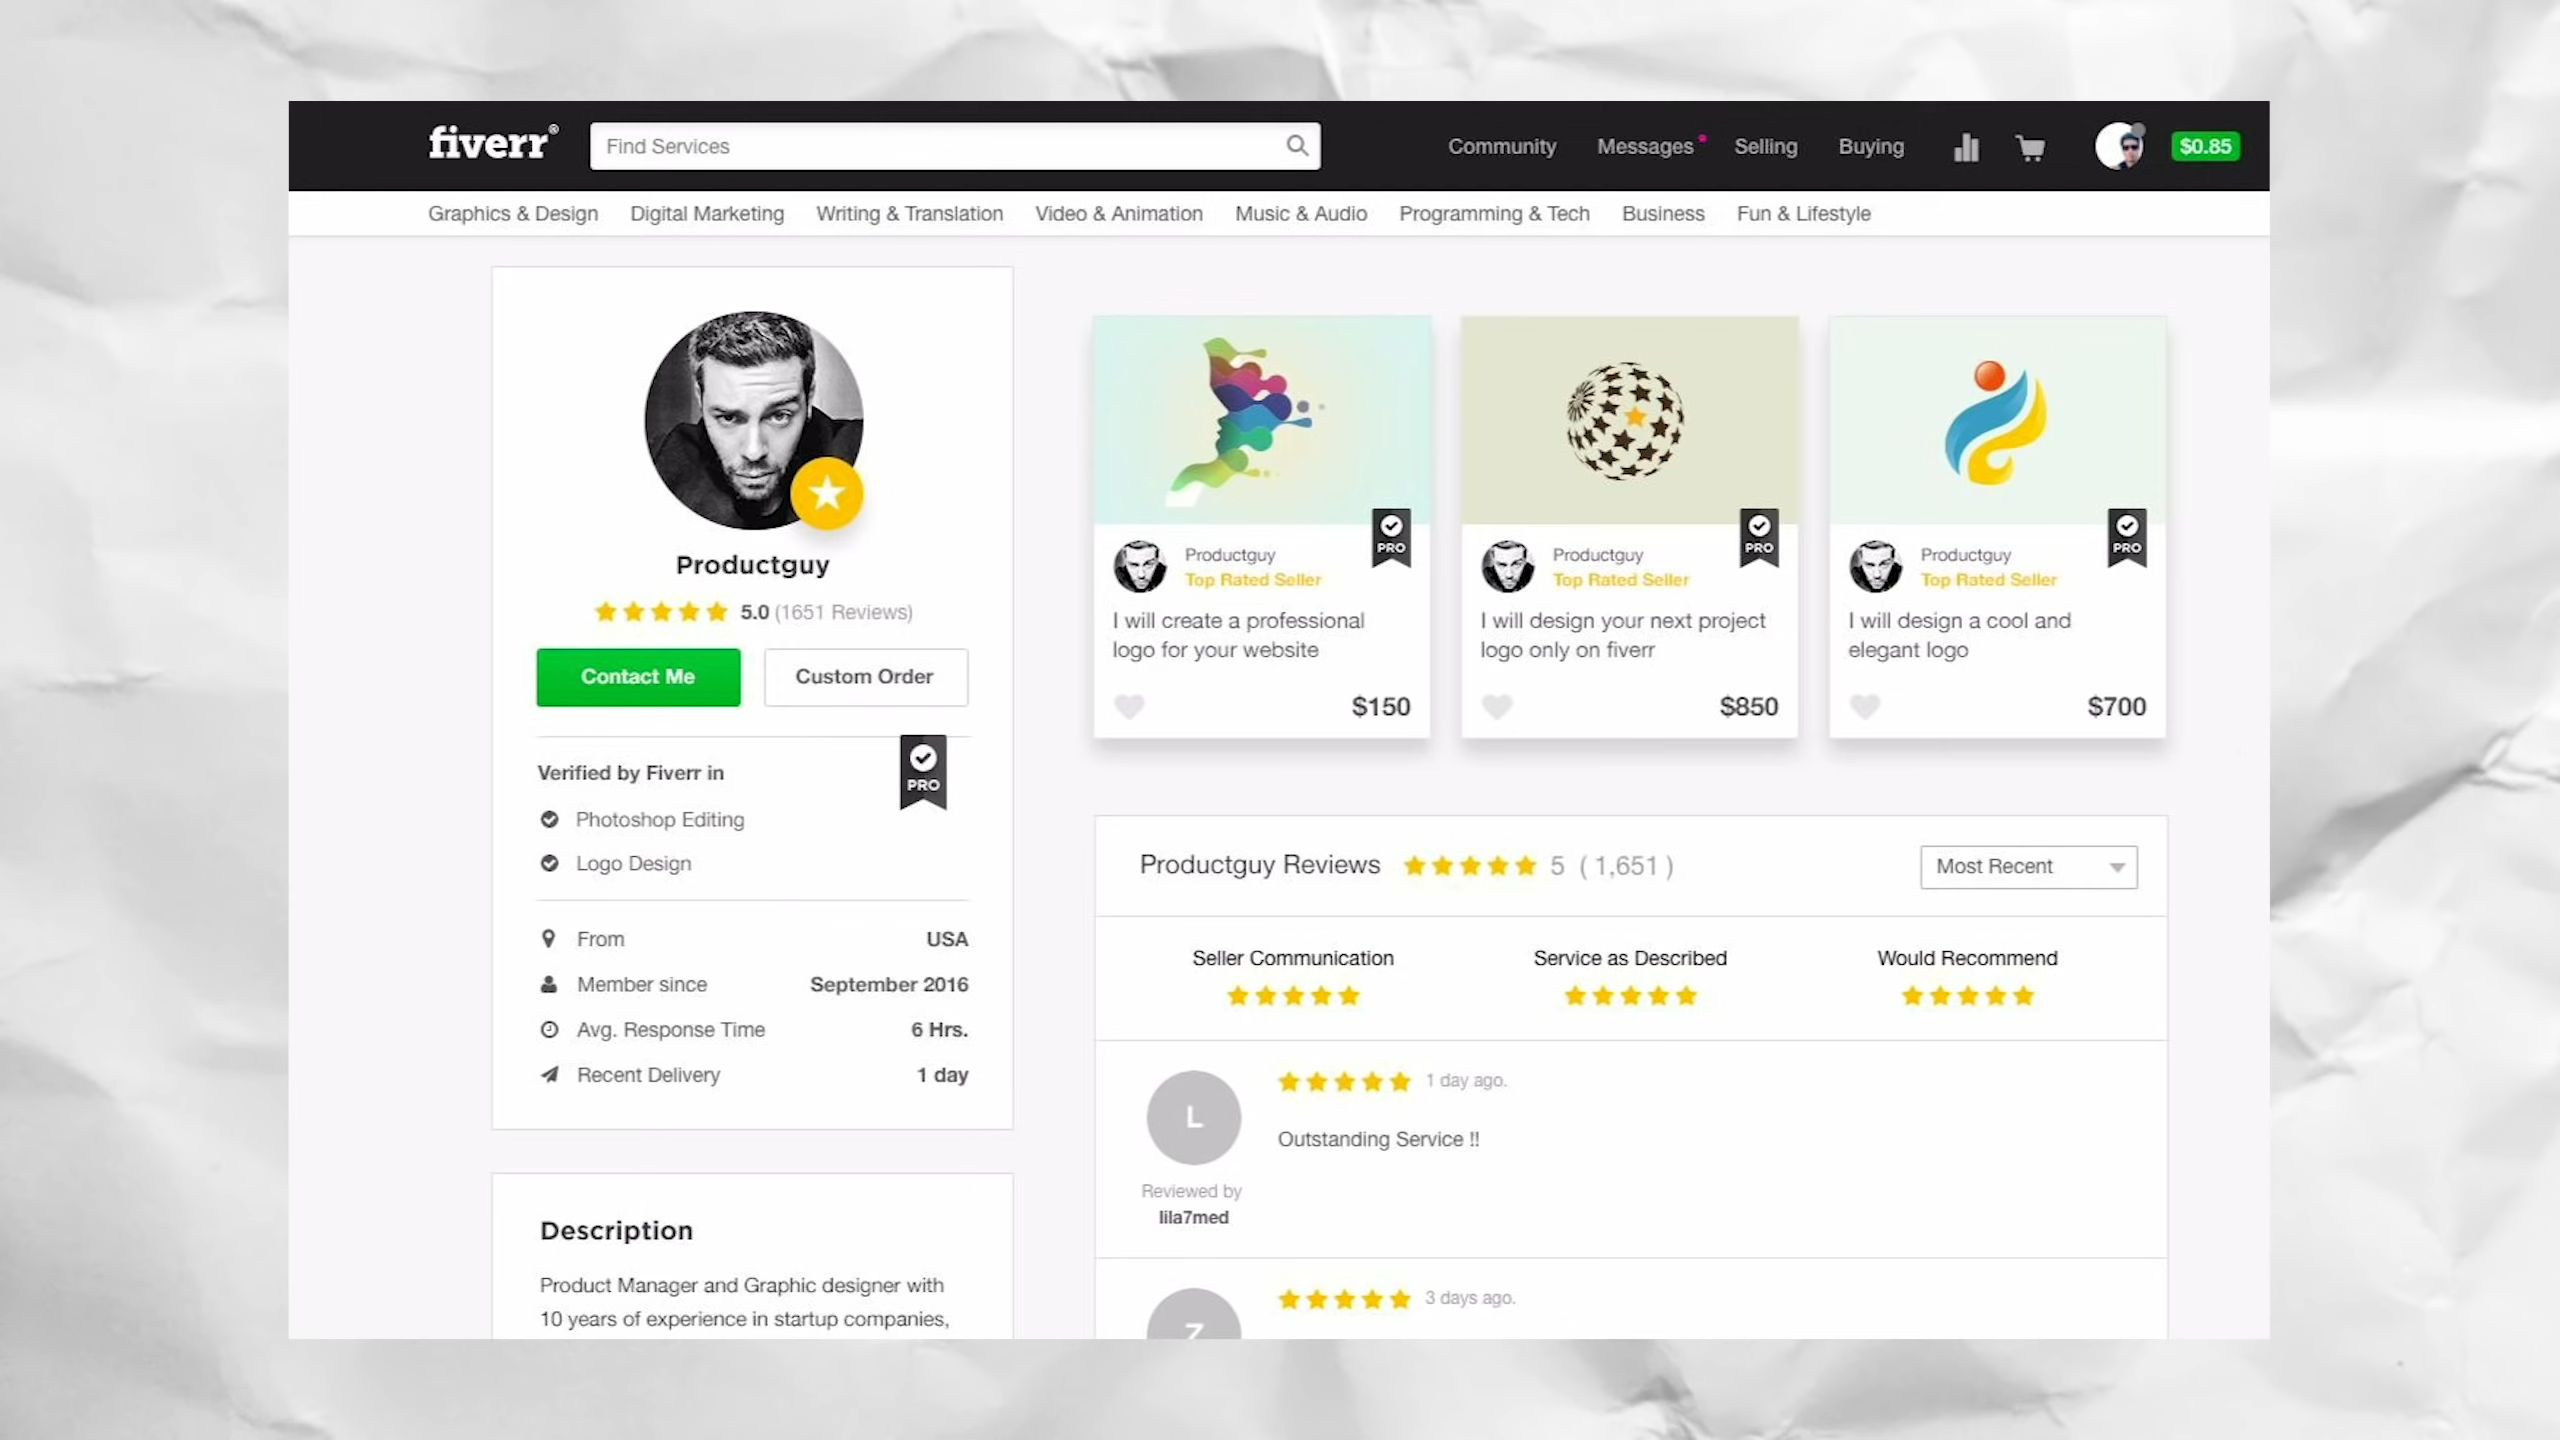 fiverr®
Find Services
Community
Messages
Selling
Buying
$0.85
Graphics & Design
Digital Marketing
Writing & Translation
Video & Animation
Music & Audio
Programming & Tech
Business
Fun & Lifestyle
Productguy
5.0 (1651 Reviews)
Contact Me
Custom Order
Verified by Fiverr in
PRO
Photoshop Editing
Logo Design
From USA
Member since September 2016
Avg. Response Time 6 Hrs.
Recent Delivery 1 day
Description
Product Manager and Graphic designer with
10 years of experience in startup companies,
PRO
Productguy
Top Rated Seller
I will create a professional
logo for your website
$150
PRO
Productguy
Top Rated Seller
I will design your next project
logo only on fiverr
$850
PRO
Productguy
Top Rated Seller
I will design a cool and
elegant logo
$700
Productguy Reviews 5 (1,651)
Most Recent
Seller Communication
Service as Described
Would Recommend
L
1 day ago.
Outstanding Service !!
Reviewed by
lila7med
Z
3 days ago.